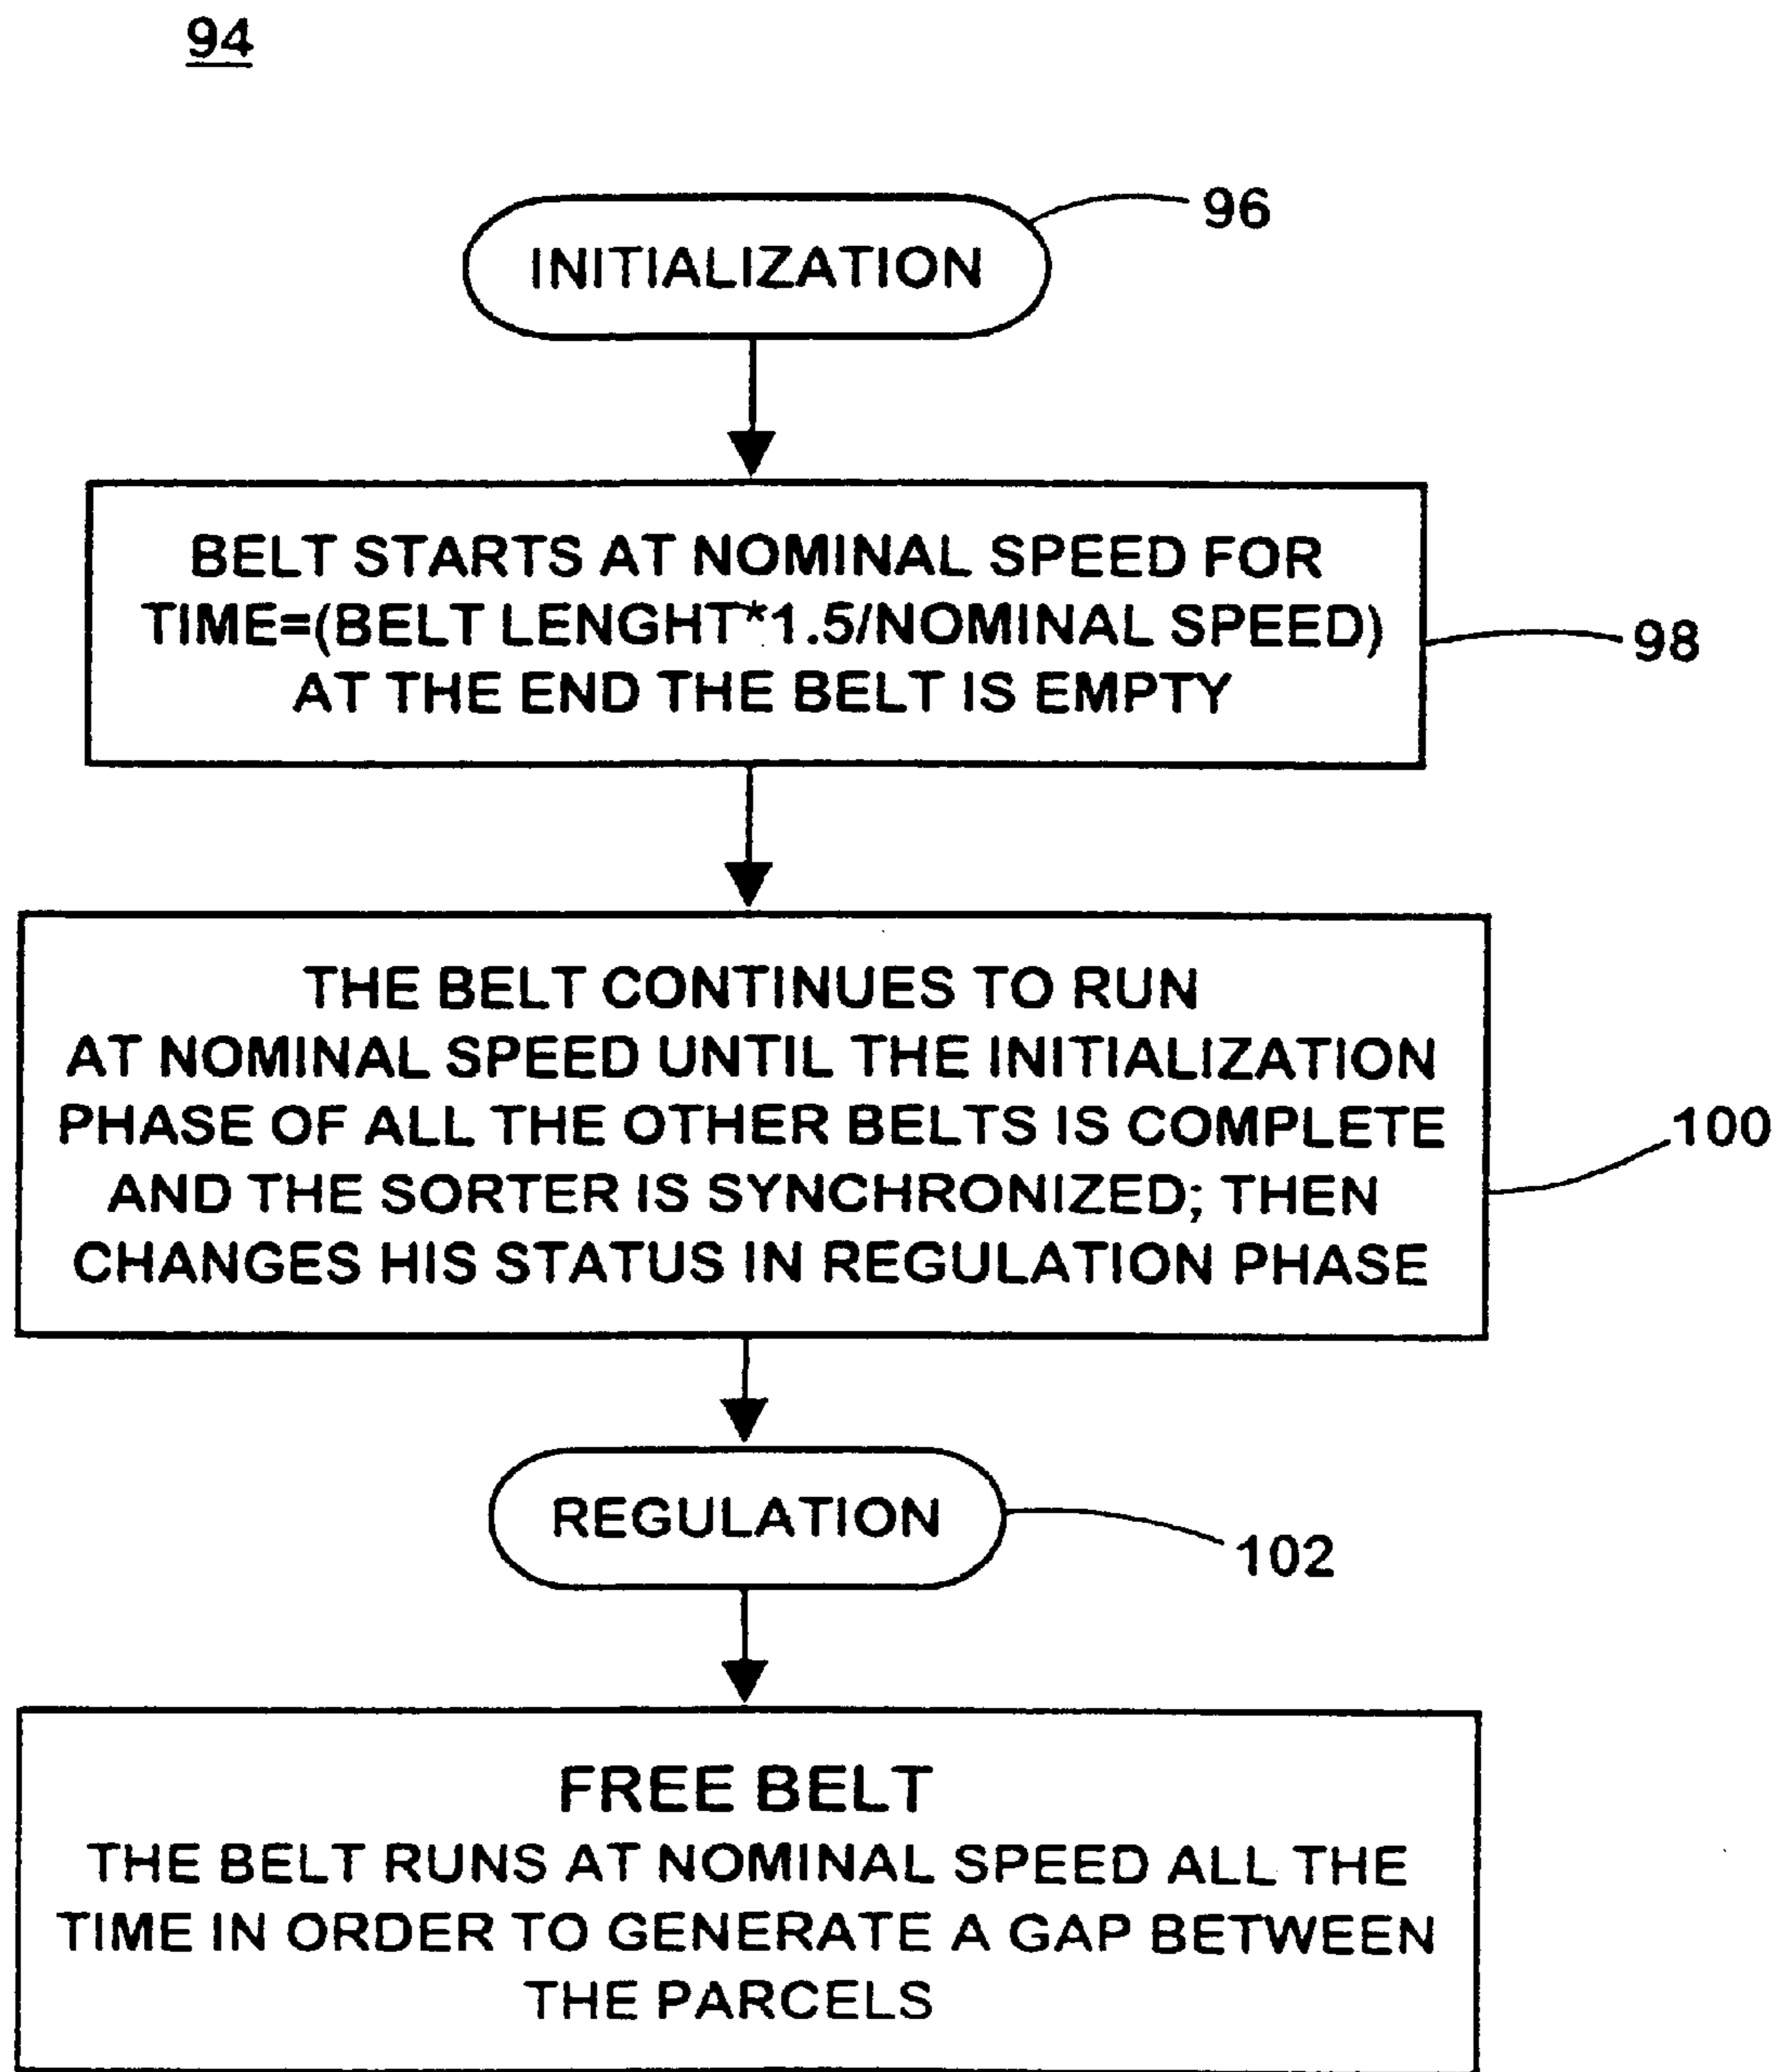 94
INITIALIZATION
96
BELT STARTS AT NOMINAL SPEED FOR
TIME=(BELT LENGHT*1.5/NOMINAL SPEED)
AT THE END THE BELT IS EMPTY
98
THE BELT CONTINUES TO RUN
AT NOMINAL SPEED UNTIL THE INITIALIZATION
PHASE OF ALL THE OTHER BELTS IS COMPLETE
AND THE SORTER IS SYNCHRONIZED; THEN
CHANGES HIS STATUS IN REGULATION PHASE
100
REGULATION
102
FREE BELT
THE BELT RUNS AT NOMINAL SPEED ALL THE
TIME IN ORDER TO GENERATE A GAP BETWEEN
THE PARCELS